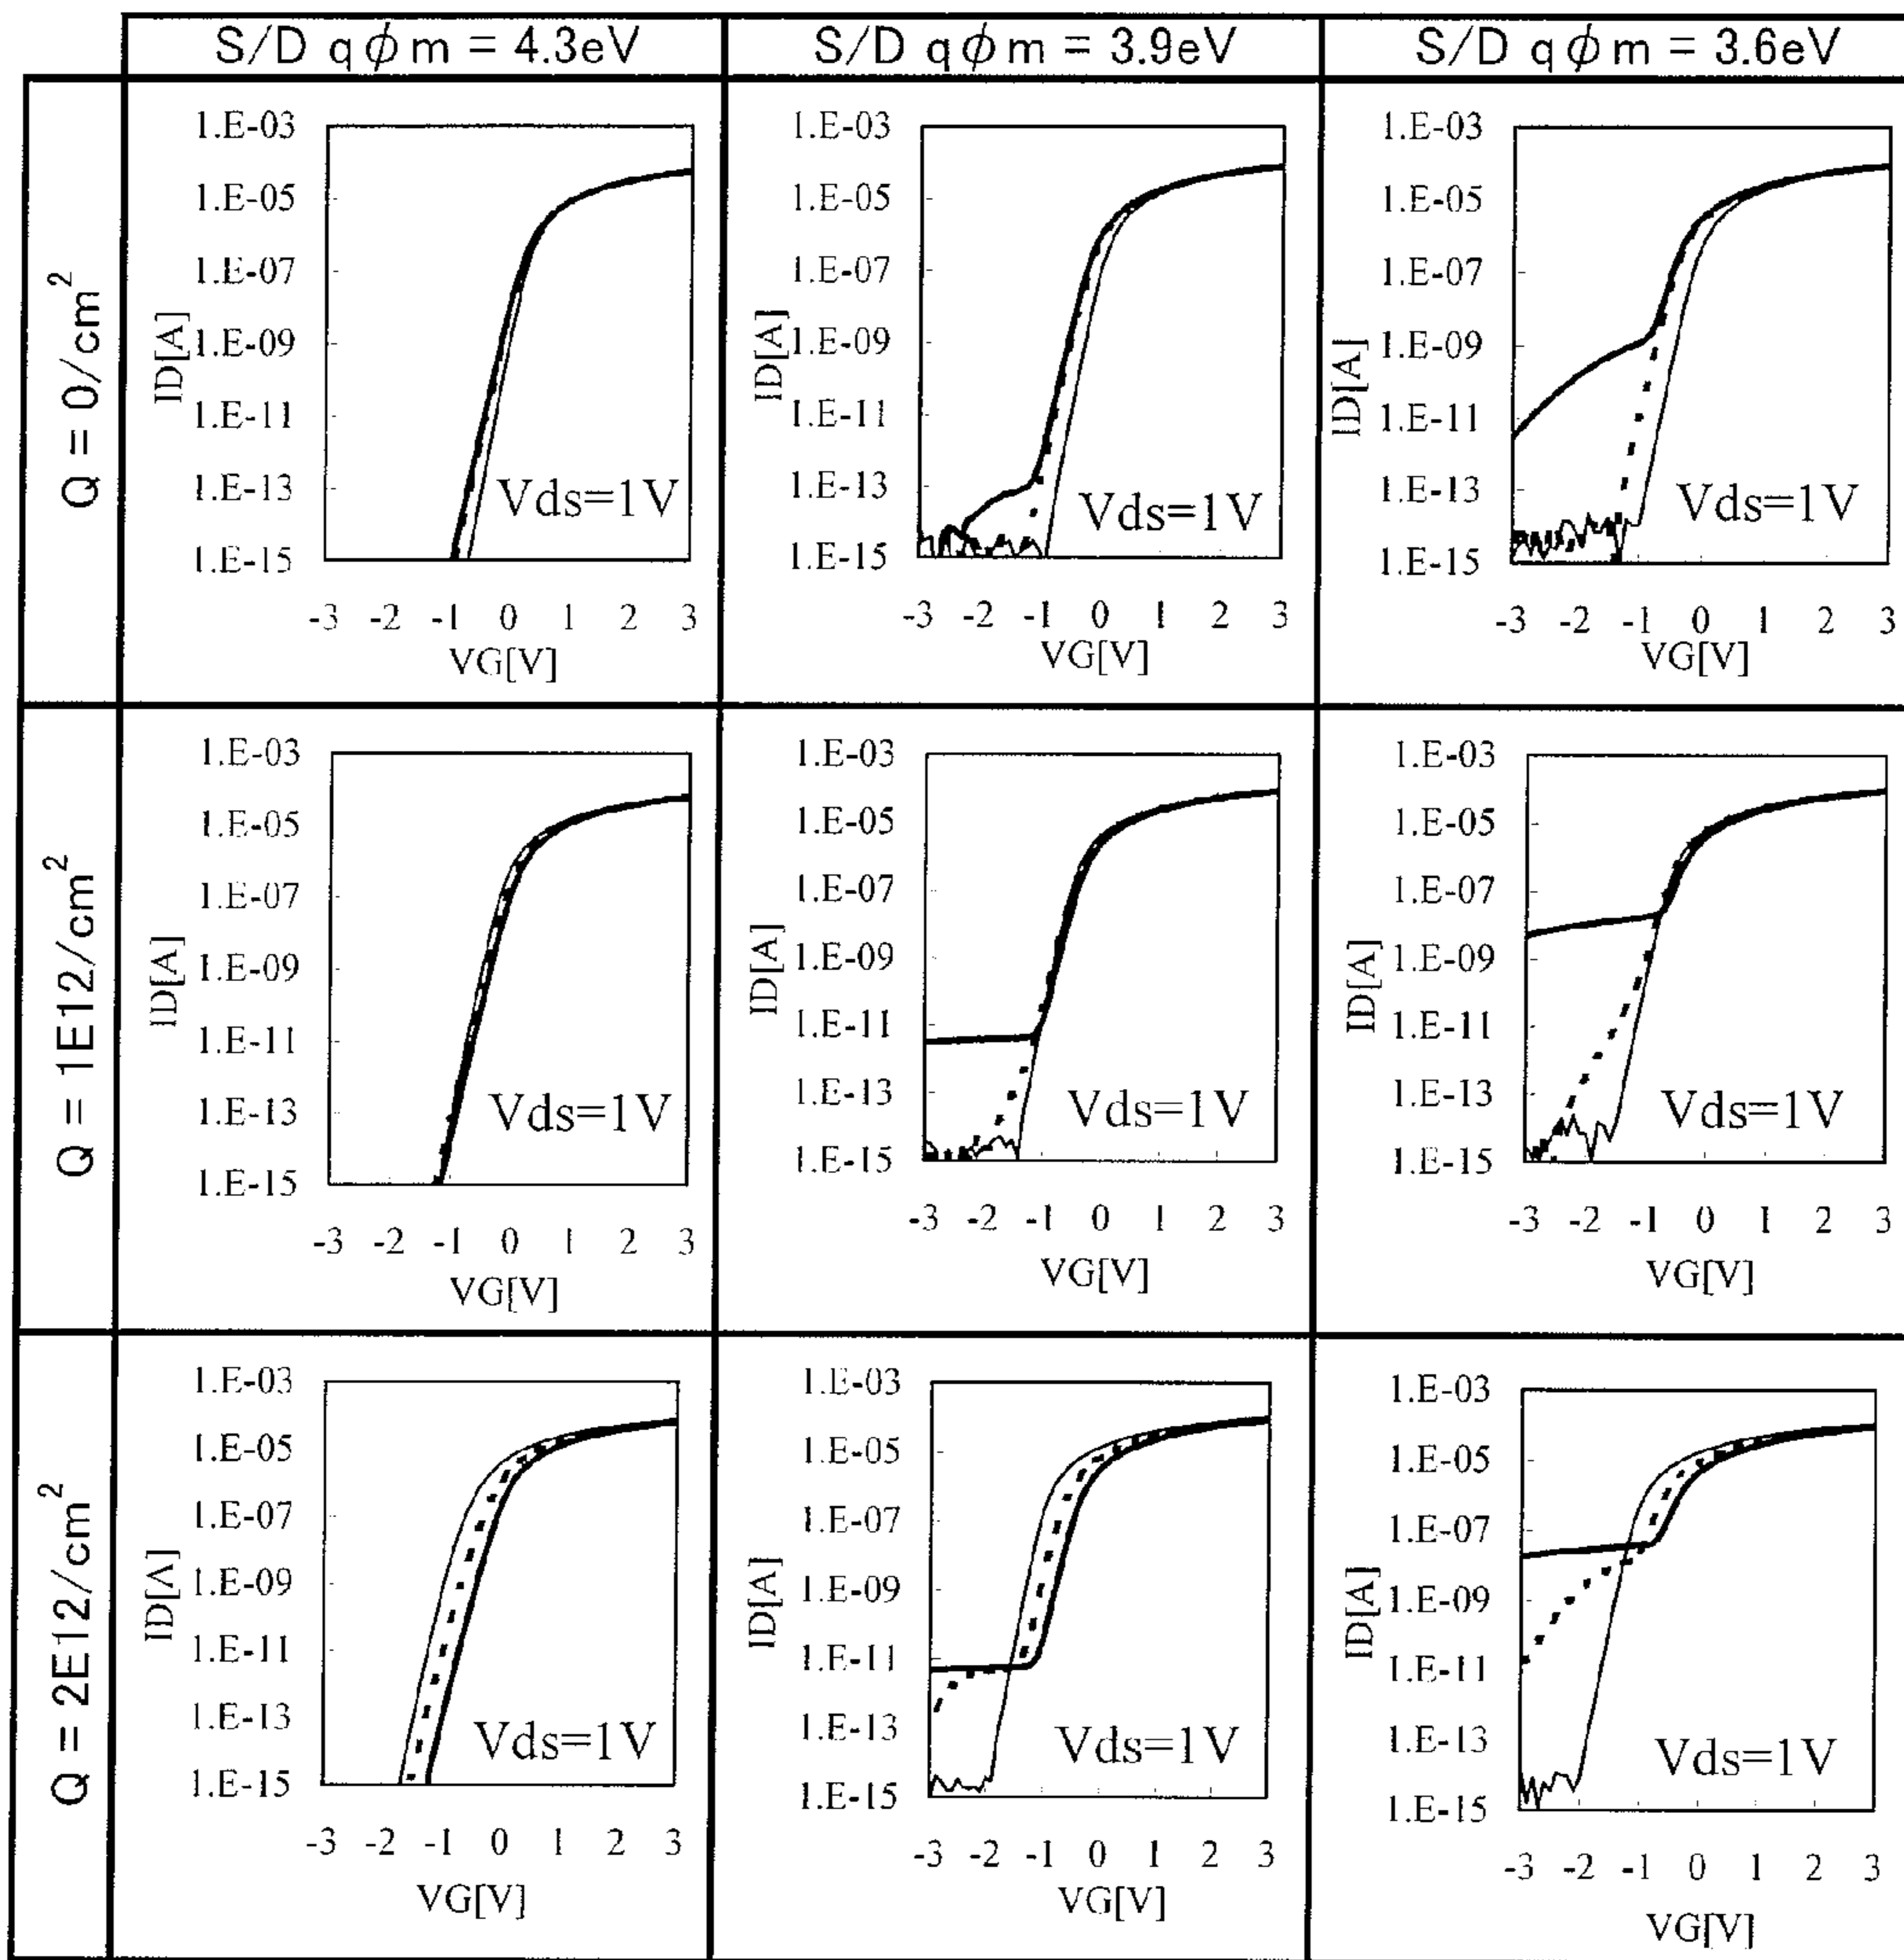 S/D qϕm = 4.3eV
S/D qϕm = 3.9eV
S/D qϕm = 3.6eV
Q = 0/cm²
1.E-03
1.E-05
1.E-07
1.E-09
1.E-11
1.E-13
1.E-15
ID[A]
Vds=1V
-3 -2 -1 0 1 2 3
VG[V]
1.E-03
1.E-05
1.E-07
1.E-09
1.E-11
1.E-13
1.E-15
ID[A]
Vds=1V
-3 -2 -1 0 1 2 3
VG[V]
1.E-03
1.E-05
1.E-07
1.E-09
1.E-11
1.E-13
1.E-15
ID[A]
Vds=1V
-3 -2 -1 0 1 2 3
VG[V]
Q = 1E12/cm²
1.E-03
1.E-05
1.E-07
1.E-09
1.E-11
1.E-13
1.E-15
ID[A]
Vds=1V
-3 -2 -1 0 1 2 3
VG[V]
1.E-03
1.E-05
1.E-07
1.E-09
1.E-11
1.E-13
1.E-15
ID[A]
Vds=1V
-3 -2 -1 0 1 2 3
VG[V]
1.E-03
1.E-05
1.E-07
1.E-09
1.E-11
1.E-13
1.E-15
ID[A]
Vds=1V
-3 -2 -1 0 1 2 3
VG[V]
Q = 2E12/cm²
1.E-03
1.E-05
1.E-07
1.E-09
1.E-11
1.E-13
1.E-15
ID[A]
Vds=1V
-3 -2 -1 0 1 2 3
VG[V]
1.E-03
1.E-05
1.E-07
1.E-09
1.E-11
1.E-13
1.E-15
ID[A]
Vds=1V
-3 -2 -1 0 1 2 3
VG[V]
1.E-03
1.E-05
1.E-07
1.E-09
1.E-11
1.E-13
1.E-15
ID[A]
Vds=1V
-3 -2 -1 0 1 2 3
VG[V]